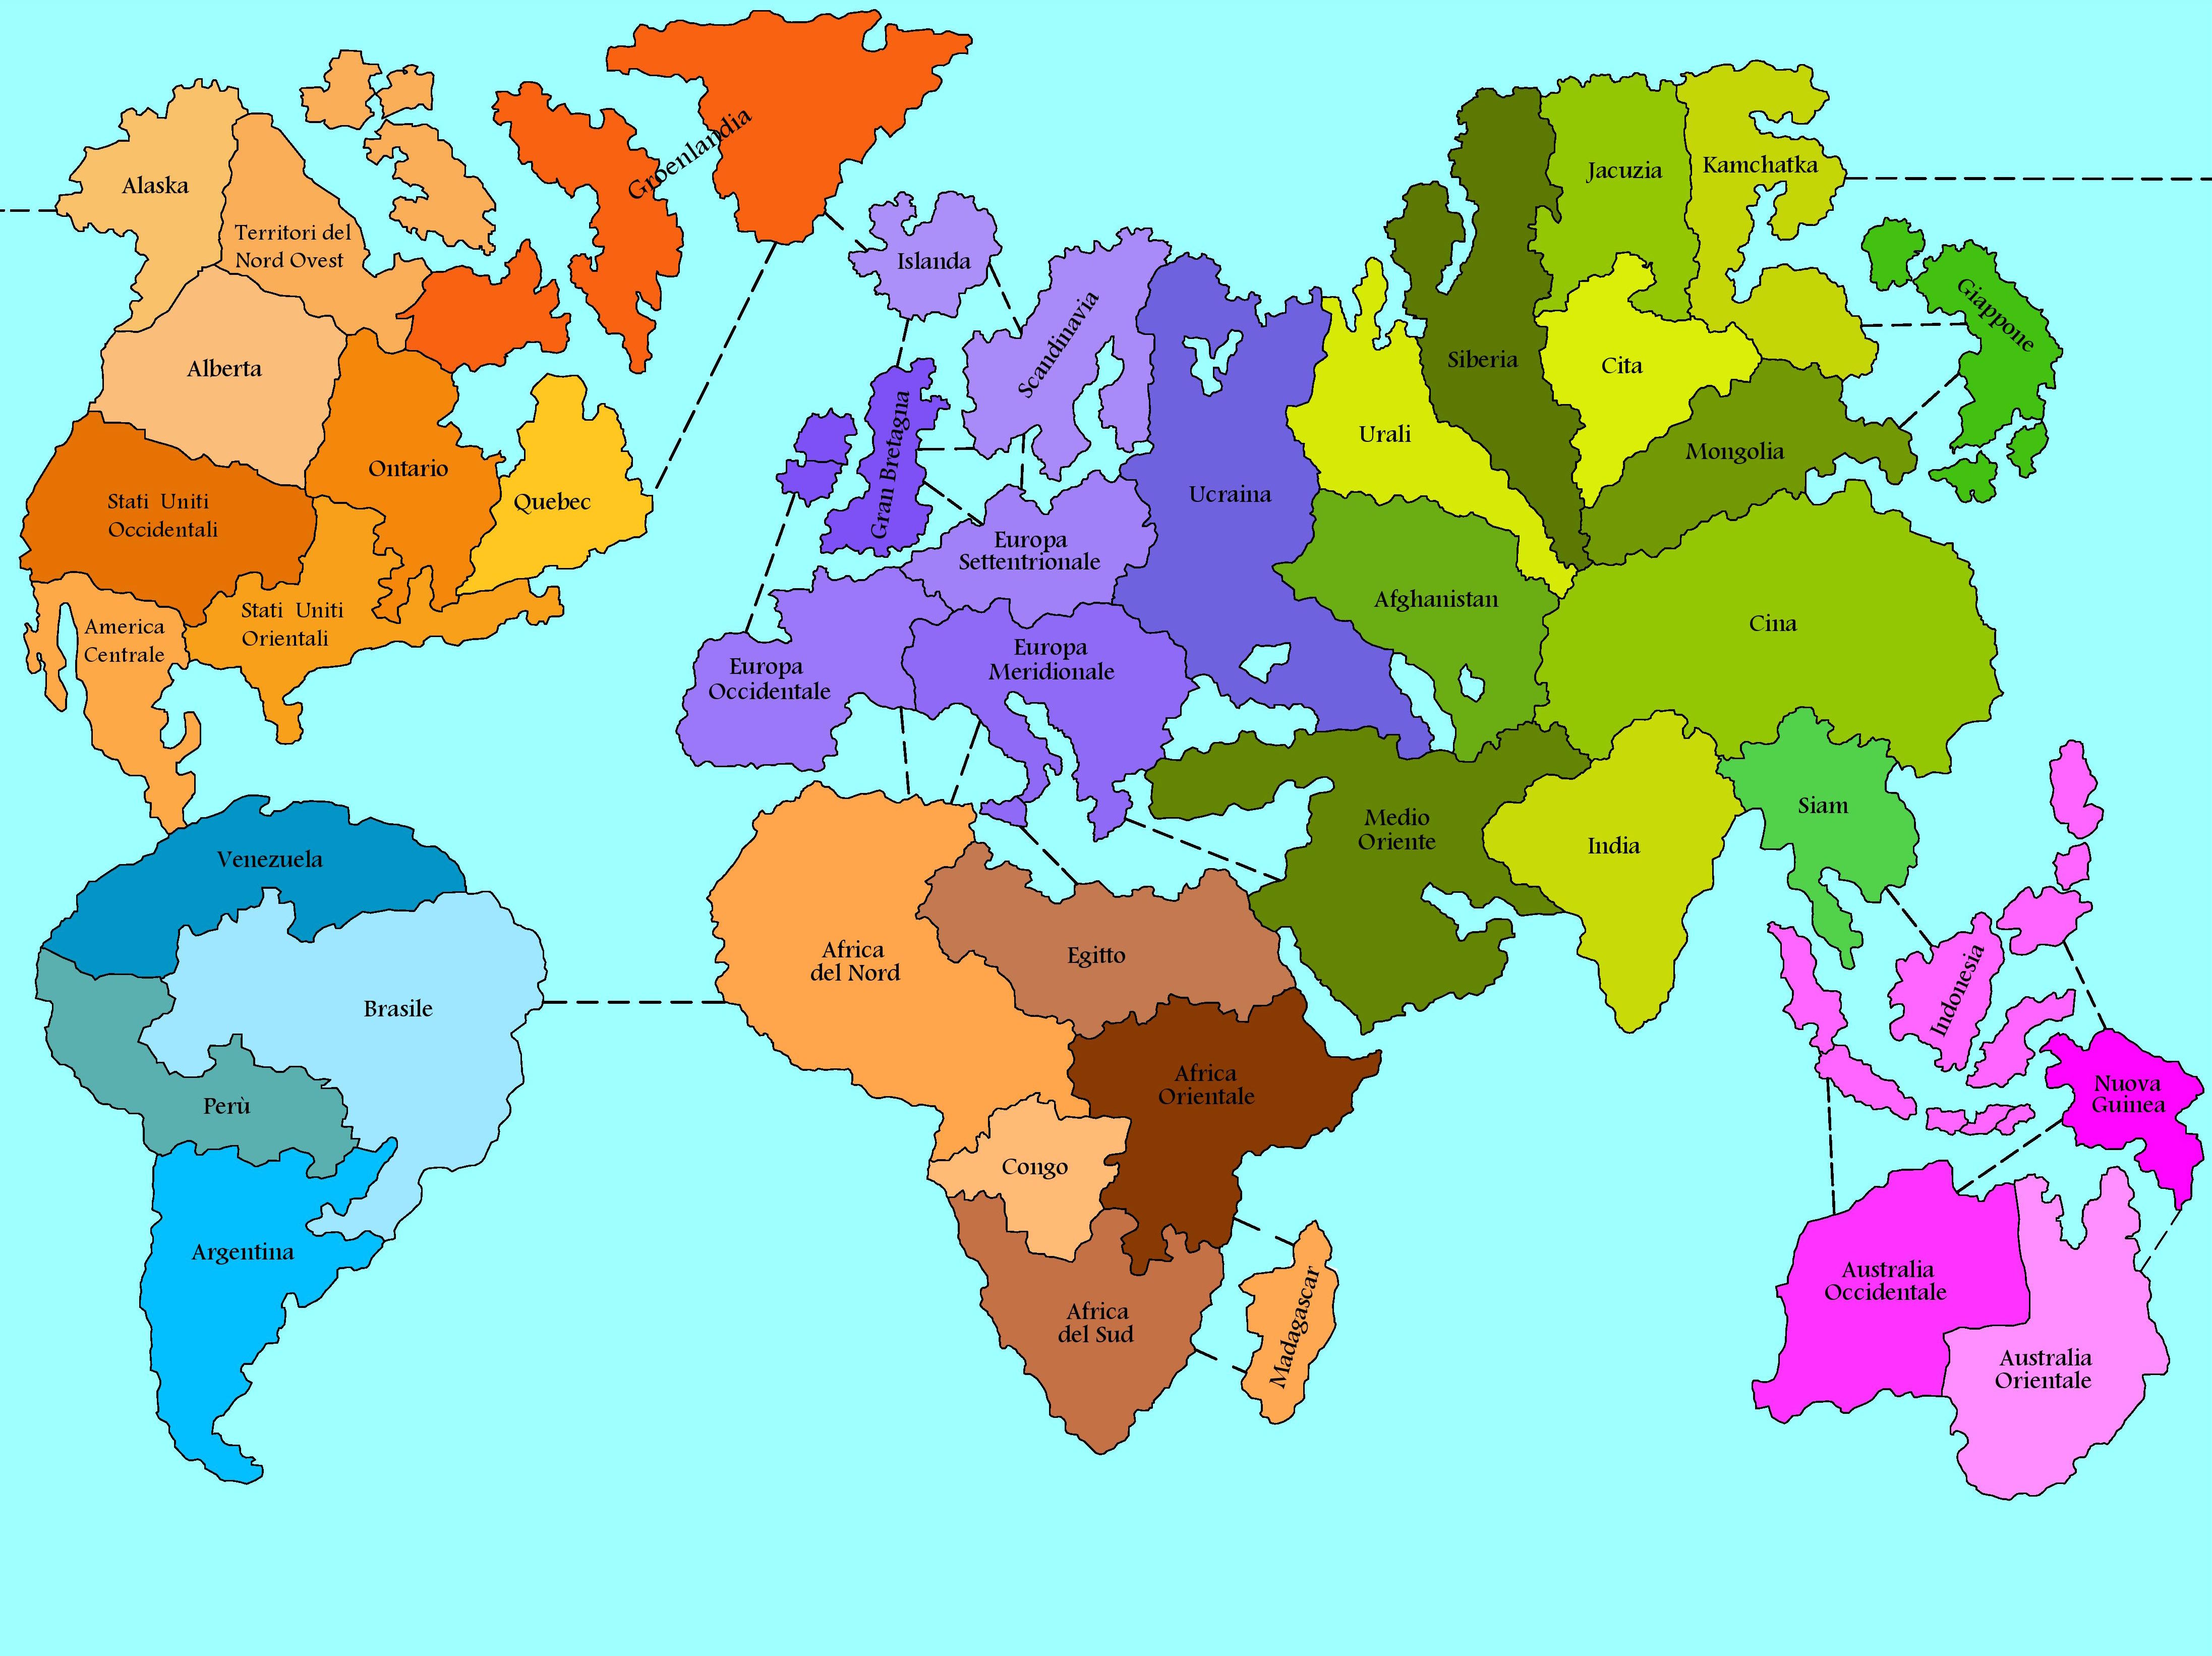 Alaska
Territori del
Nord Ovest
Groenlandia
Alberta
Ontario
Quebec
Stati Uniti
Occidentali
Stati Uniti
Orientali
America
Centrale
Venezuela
Brasile
Perù
Argentina
Islanda
Scandinavia
Gran Bretagna
Europa
Settentrionale
Europa
Occidentale
Europa
Meridionale
Ucraina
Africa
del Nord
Egitto
Africa
Orientale
Congo
Africa
del Sud
Madagascar
Urali
Siberia
Jacuzia
Kamchatka
Cita
Giappone
Mongolia
Afghanistan
Cina
Medio
Oriente
India
Siam
Indonesia
Nuova
Guinea
Australia
Occidentale
Australia
Orientale